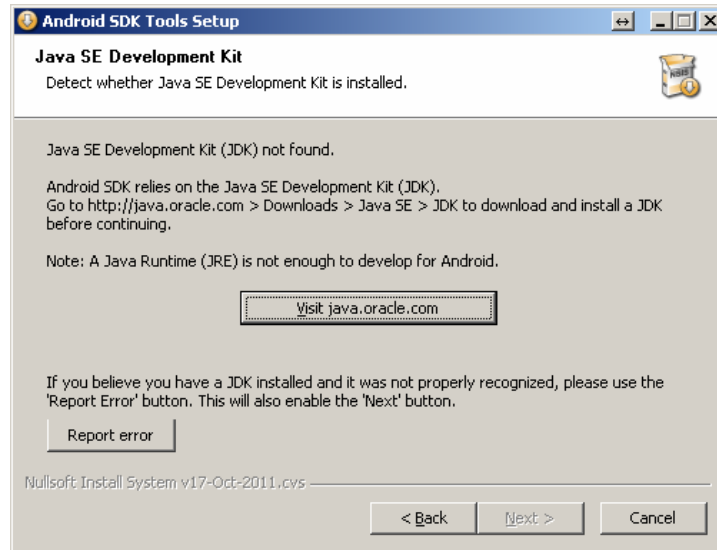 Android SDK Tools Setup
Java SE Development Kit
Detect whether Java SE Development Kit is installed.
NSIS
Java SE Development Kit (JDK) not found.
Android SDK relies on the Java SE Development Kit (JDK).
Go to http://java.oracle.com > Downloads > Java SE > JDK to download and install a JDK
before continuing.
Note: A Java Runtime (JRE) is not enough to develop for Android.
Visit java.oracle.com
If you believe you have a JDK installed and it was not properly recognized, please use the
'Report Error' button. This will also enable the 'Next' button.
Report error
Nullsoft Install System v17-Oct-2011.cvs
< Back Next > Cancel